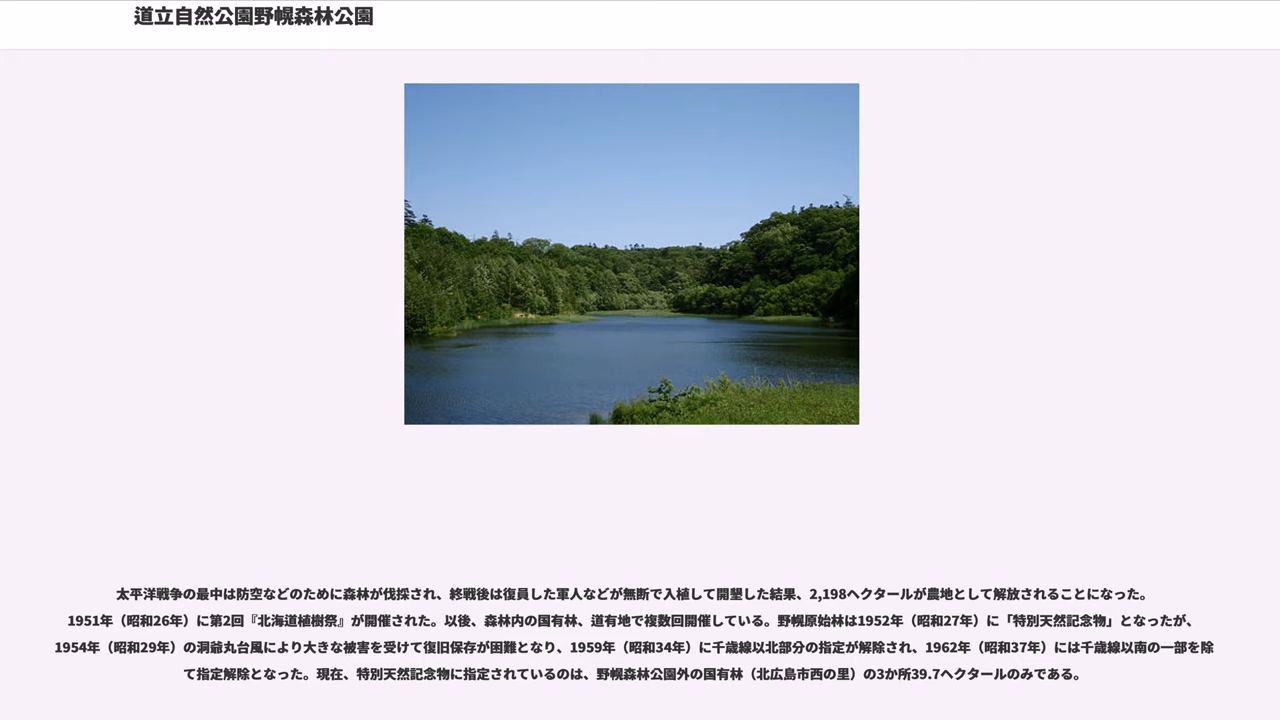 道立自然公園野幌森林公園
太平洋戦争の最中は防空などのために森林が伐採され、終戦後は復員した軍人などが無断で入植して開墾した結果、2,198ヘクタールが農地として解放されることになった。
1951年（昭和26年）に第2回『北海道植樹祭』が開催された。以後、森林内の国有林、道有地で複数回開催している。野幌原始林は1952年（昭和27年）に「特別天然記念物」となったが、
1954年（昭和29年）の洞爺丸台風により大きな被害を受けて復旧保存が困難となり、1959年（昭和34年）に千歳線以北部分の指定が解除され、1962年（昭和37年）には千歳線以南の一部を除
て指定解除となった。現在、特別天然記念物に指定されているのは、野幌森林公園外の国有林（北広島市西の里）の3か所39.7ヘクタールのみである。